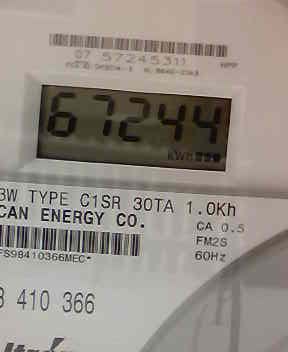 07 57245311
67244
kWh
3W TYPE C1SR 30TA 1.0Kh
CAN ENERGY CO.
CA 0.5
FM2S
FS98410366MEC
60Hz
3 410 366